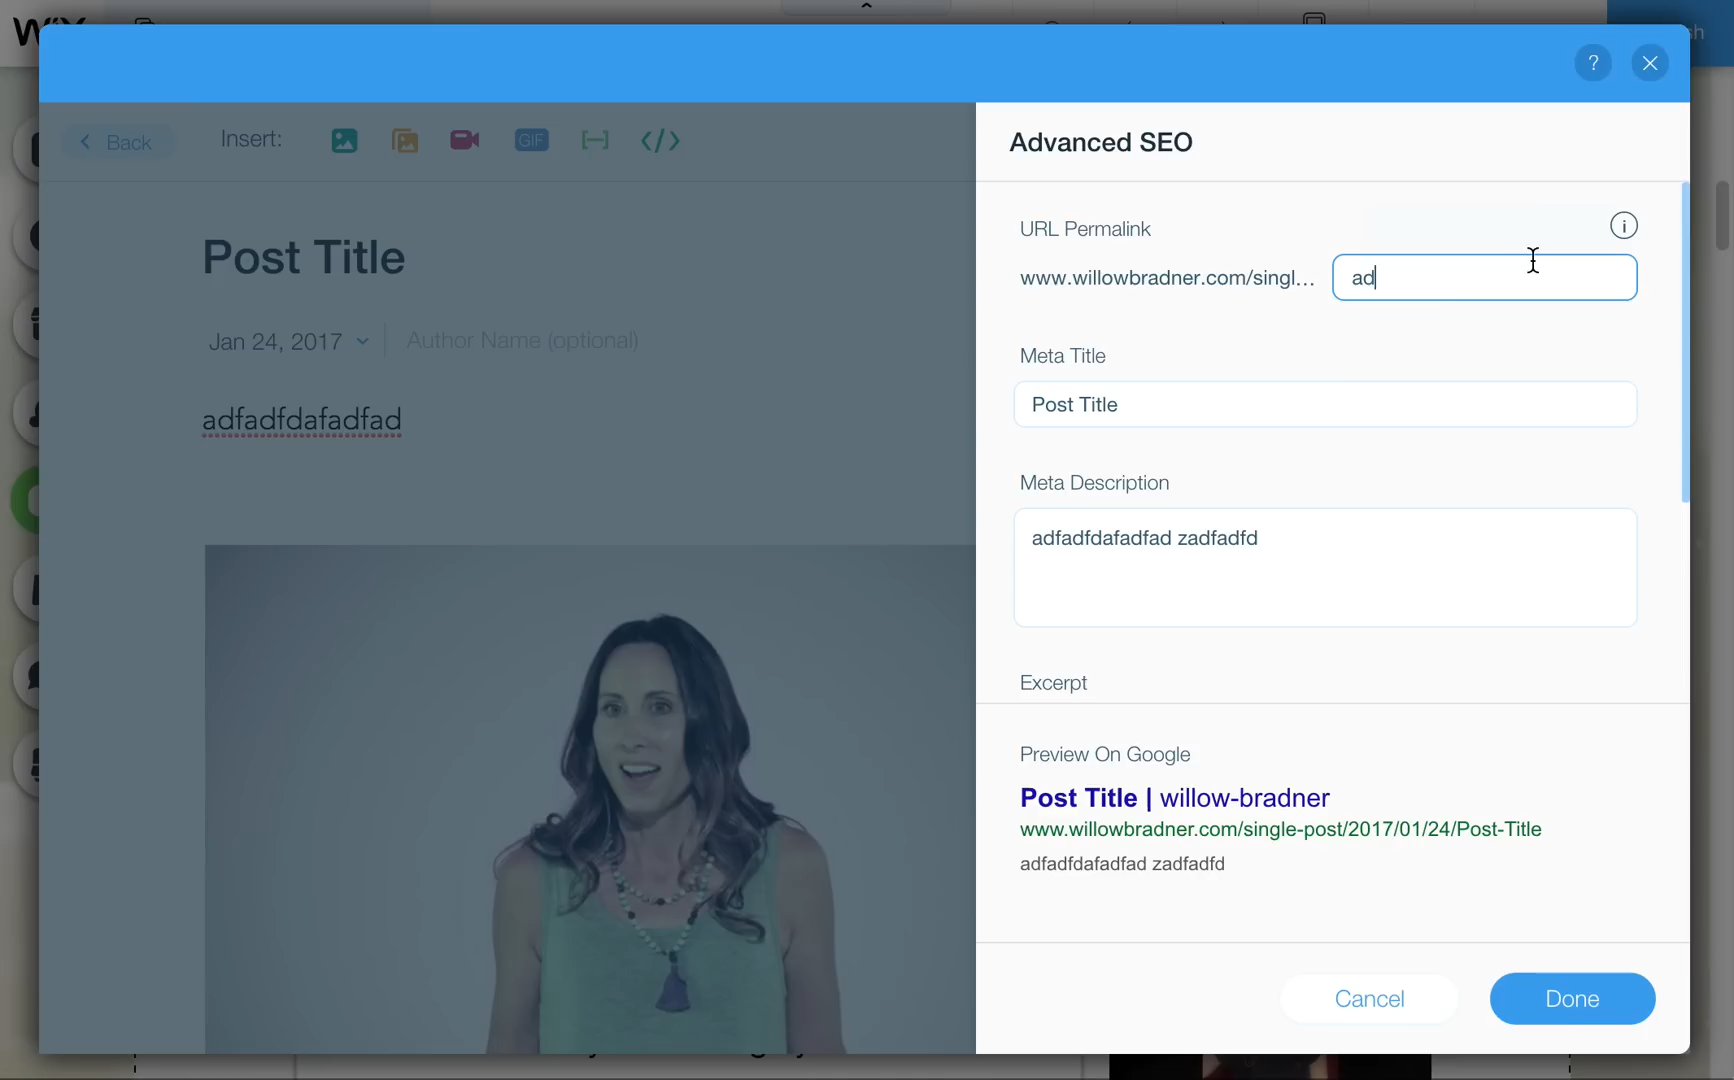 Back
Insert:
GIF
Post Title
Jan 24, 2017
Author Name (optional)
adfadfdafadfad
Advanced SEO
URL Permalink
www.willowbradner.com/singl...
ad
Meta Title
Post Title
Meta Description
adfadfdafadfad zadfadfd
Excerpt
Preview On Google
Post Title | willow-bradner
www.willowbradner.com/single-post/2017/01/24/Post-Title
adfadfdafadfad zadfadfd
Cancel
Done